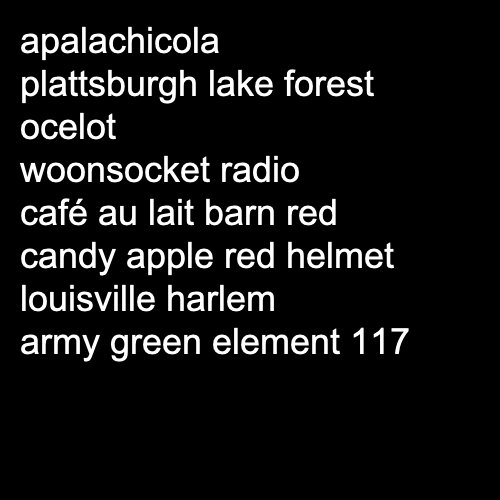 apalachicola
plattsburgh lake forest
ocelot
woonsocket radio
café au lait barn red
candy apple red helmet
louisville harlem
army green element 117